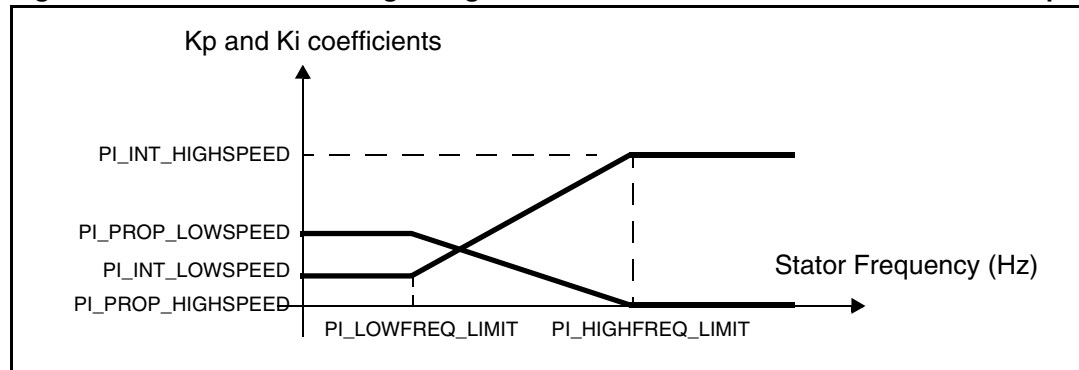 Kp and Ki coefficients
PI_INT_HIGHSPEED
PI_PROP_LOWSPEED
PI_INT_LOWSPEED
Stator Frequency (Hz)
PI_PROP_HIGHSPEED
PI_LOWFREQ_LIMIT PI_HIGHFREQ_LIMIT